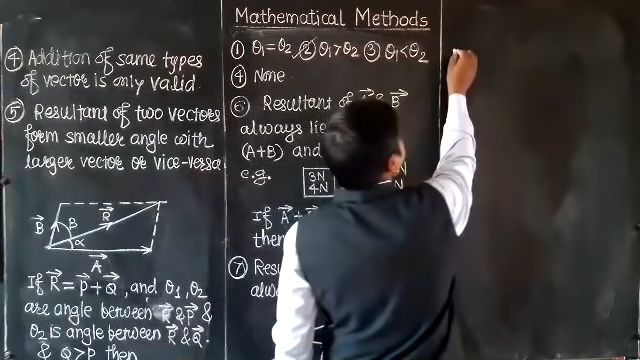 ④ Addition of same types
of vector is only valid.
⑤ Resultant of two vectors
form smaller angle with
larger vector or vice-versa
B⃗ R⃗ β α
A⃗
If R⃗ = P⃗ + Q⃗, and θ1, θ2
are angle between R⃗ & P⃗ &
θ2 is angle between R⃗ & Q⃗.
& Q > P then
Mathematical Methods
① θ1 = θ2 ② θ1 > θ2 ③ θ1 < θ2
④ None
⑥ Resultant of A⃗ & B⃗
always lie
(A+B) and
e.g. 3N
4N
N
N
If A⃗ +
then
⑦